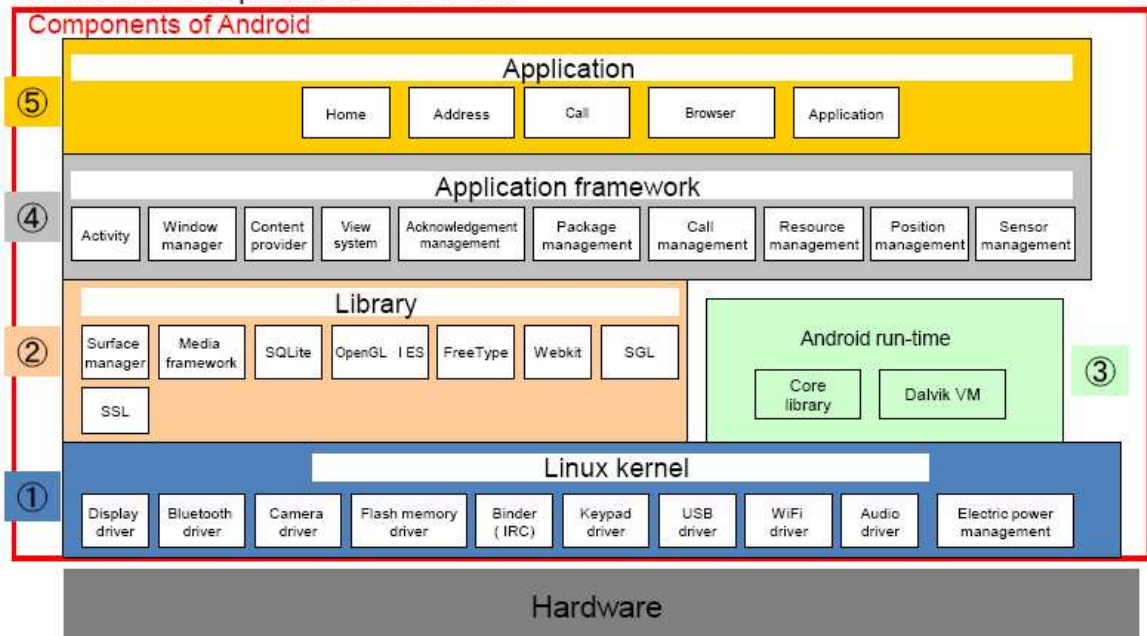 Components of Android
⑤
Application
Home
Address
Call
Browser
Application
④
Application framework
Activity
Window
manager
Content
provider
View
system
Acknowledgement
management
Package
management
Call
management
Resource
management
Position
management
Sensor
management
②
Library
Surface
manager
Media
framework
SQLite
OpenGL I ES
FreeType
Webkit
SGL
SSL
Android run-time
Core
library
Dalvik VM
③
①
Linux kernel
Display
driver
Bluetooth
driver
Camera
driver
Flash memory
driver
Binder
( IRC)
Keypad
driver
USB
driver
WiFi
driver
Audio
driver
Electric power
management
Hardware